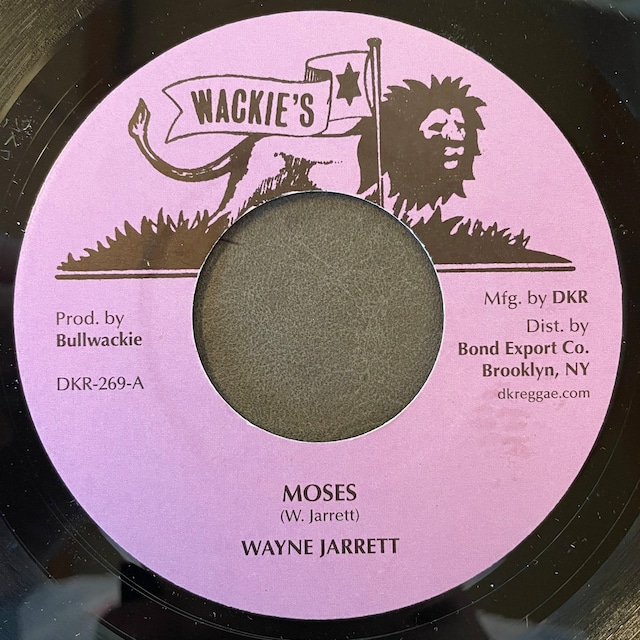 WACKIE'S
Prod. by
Bullwackie
DKR-269-A
Mfg. by DKR
Dist. by
Bond Export Co.
Brooklyn, NY
dkreggae.com
MOSES
(W. Jarrett)
WAYNE JARRETT